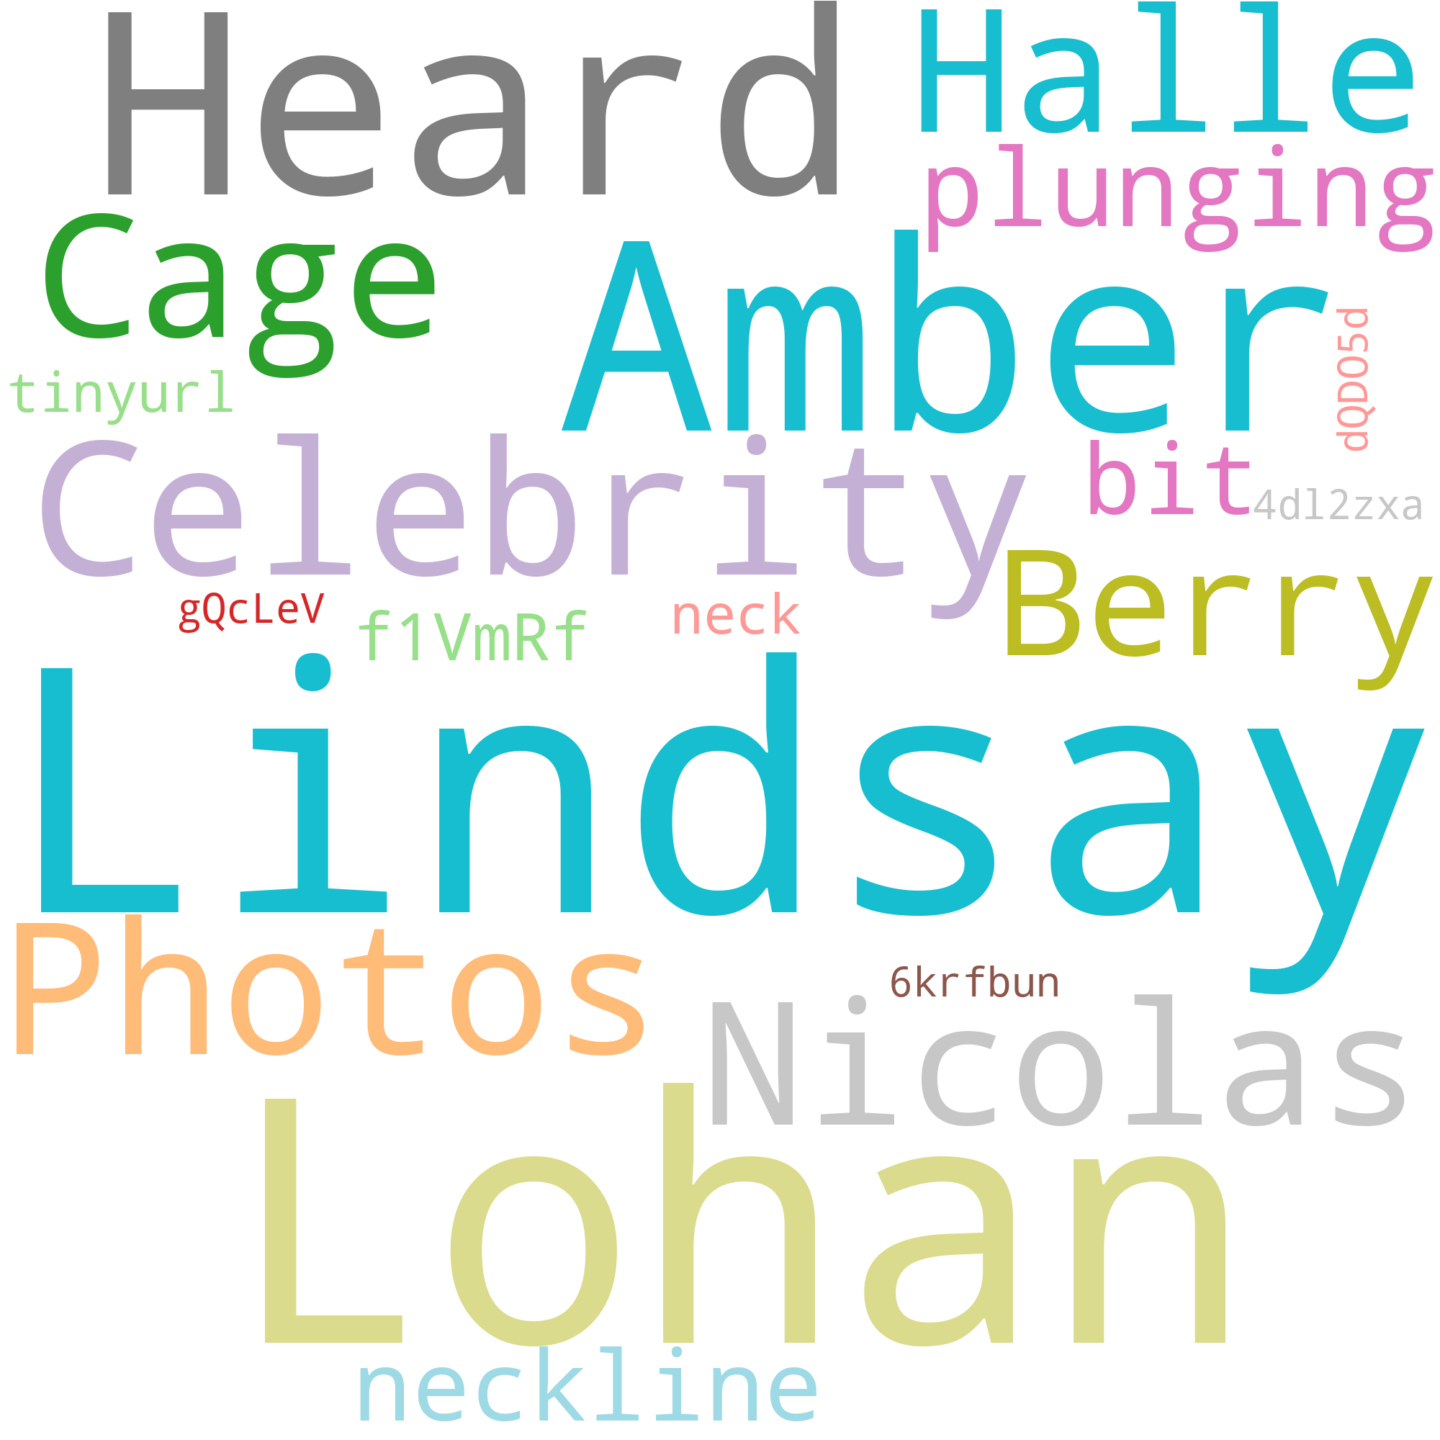 Heard
Halle
plunging
Cage
Amber
dQDO5d
tinyurl
Celebrity
bit
4dl2zxa
Berry
gQcLeV
f1VmRf
neck
Lindsay
Photos
6krfbun
Nicolas
Lohan
neckline